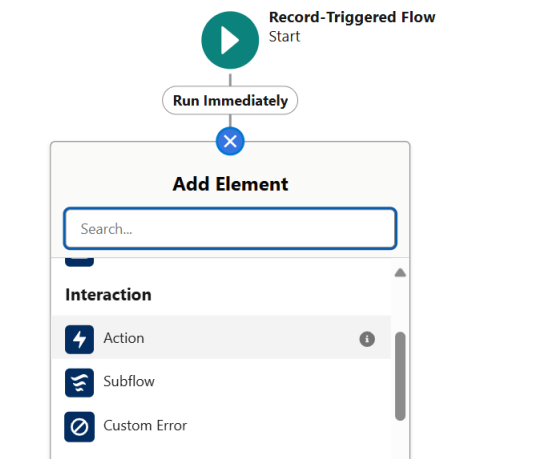 Record-Triggered Flow
Start
Run Immediately
Add Element
Search...
Interaction
Action
Subflow
Custom Error